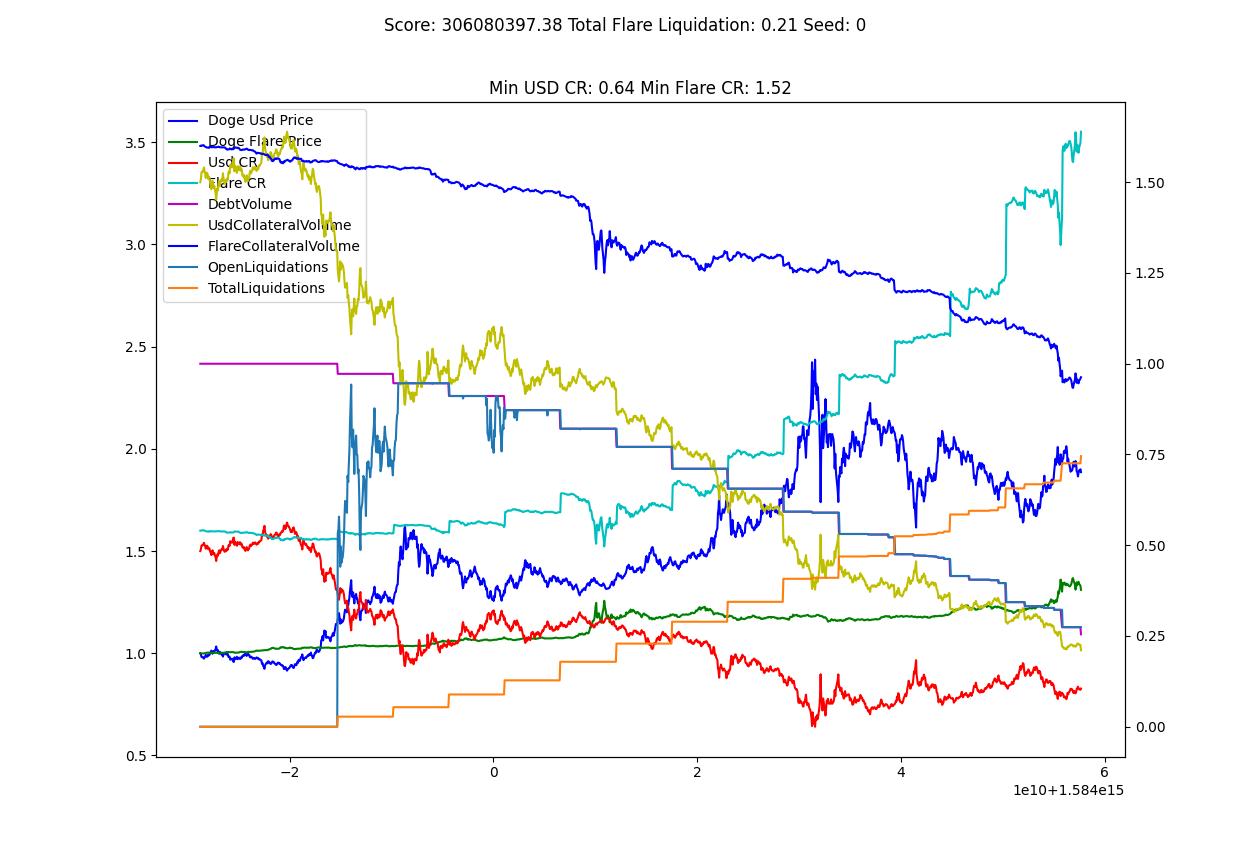 Score: 306080397.38 Total Flare Liquidation: 0.21 Seed: 0
Min USD CR: 0.64 Min Flare CR: 1.52
Doge Usd Price
Doge Flare Price
Usd CR
Flare CR
DebtVolume
UsdCollateralVolume
FlareCollateralVolume
OpenLiquidations
TotalLiquidations
3.5
3.0
2.5
2.0
1.5
1.0
0.5
1.50
1.25
1.00
0.75
0.50
0.25
0.00
−2 0 2 4 6
1e10+1.584e15